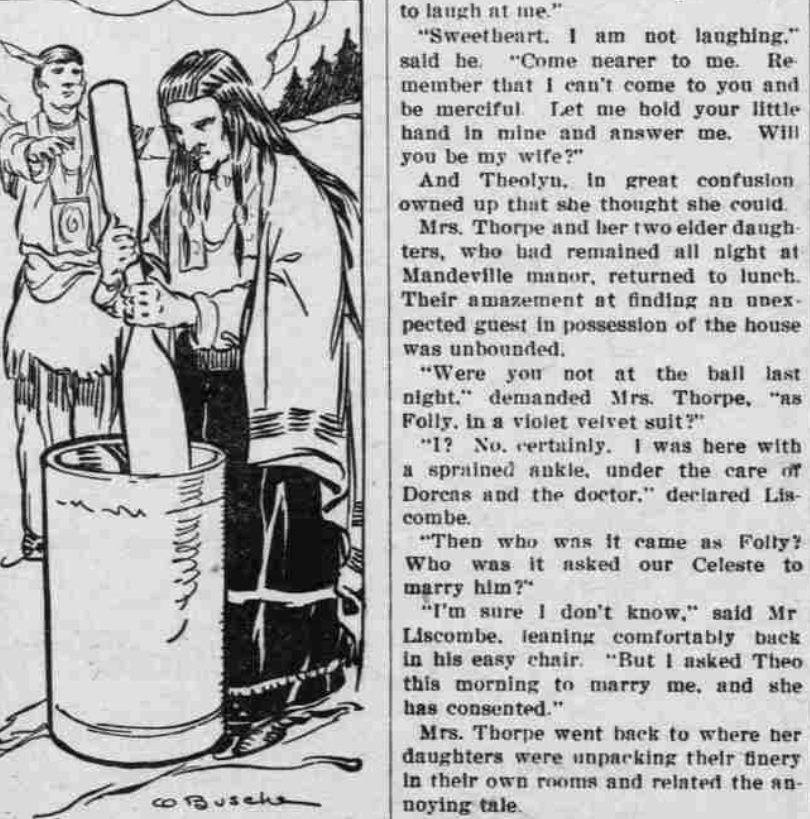 to laugh at me."
"Sweetheart. I am not laughing,"
said he. "Come nearer to me. Re-
member that I can't come to you and
be merciful. Let me hold your little
hand in mine and answer me. Will
you be my wife?"
And Theolyn, in great confusion
owned up that she thought she could.
Mrs. Thorpe and her two elder daugh-
ters, who had remained all night at
Mandeville manor, returned to lunch.
Their amazement at finding an unex-
pected guest in possession of the house
was unbounded.
"Were you not at the ball last
night," demanded Mrs. Thorpe, "as
Folly, in a violet velvet suit?"
"I? No, certainly. I was here with
a sprained ankle, under the care of
Dorcas and the doctor," declared Lis-
combe.
"Then who was it came as Folly?
Who was it asked our Celeste to
marry him?"
"I'm sure I don't know," said Mr
Liscombe, leaning comfortably back
in his easy chair. "But I asked Theo
this morning to marry me, and she
has consented."
Mrs. Thorpe went back to where her
daughters were unpacking their finery
in their own rooms and related the an-
noying tale.